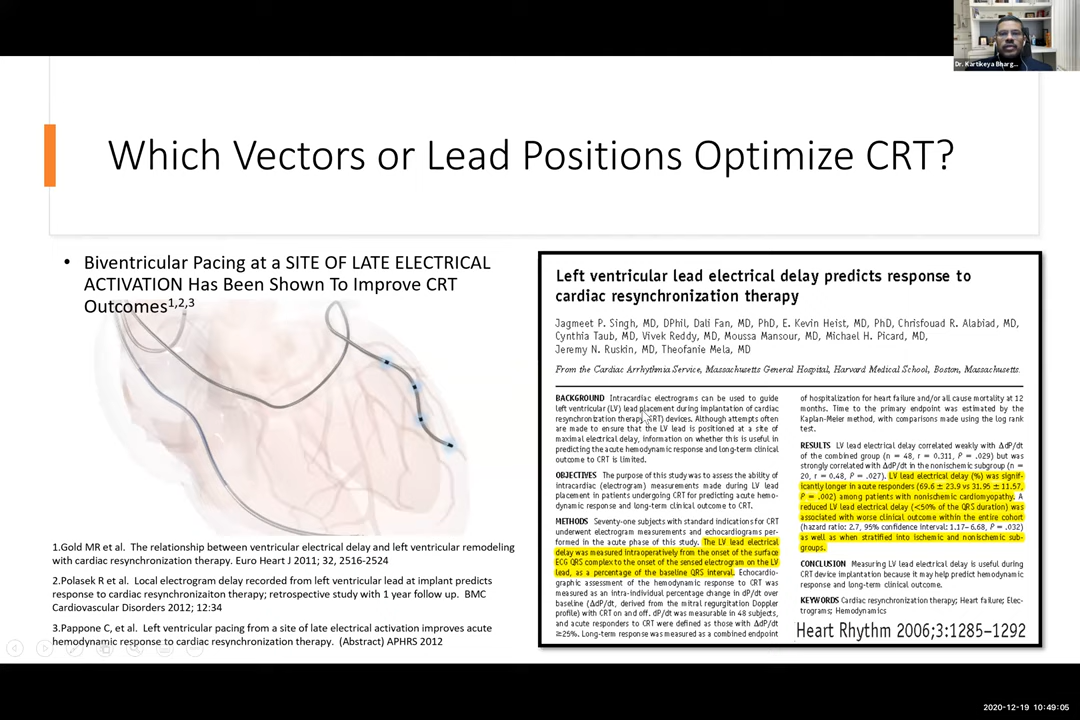 Dr. Kartikeya Bharg...
Which Vectors or Lead Positions Optimize CRT?
• Biventricular Pacing at a SITE OF LATE ELECTRICAL
ACTIVATION Has Been Shown To Improve CRT
Outcomes1,2,3
1.Gold MR et al. The relationship between ventricular electrical delay and left ventricular remodeling
with cardiac resynchronization therapy. Euro Heart J 2011; 32, 2516-2524
2.Polasek R et al. Local electrogram delay recorded from left ventricular lead at implant predicts
response to cardiac resynchronizaiton therapy; retrospective study with 1 year follow up. BMC
Cardiovascular Disorders 2012; 12:34
3.Pappone C, et al. Left ventricular pacing from a site of late electrical activation improves acute
hemodynamic response to cardiac resynchronization therapy. (Abstract) APHRS 2012
Left ventricular lead electrical delay predicts response to
cardiac resynchronization therapy
Jagmeet P. Singh, MD, DPhil, Dali Fan, MD, PhD, E. Kevin Heist, MD, PhD, Chrisfouad R. Alabiad, MD,
Cynthia Taub, MD, Vivek Reddy, MD, Moussa Mansour, MD, Michael H. Picard, MD,
Jeremy N. Ruskin, MD, Theofanie Mela, MD
From the Cardiac Arrhythmia Service, Massachusetts General Hospital, Harvard Medical School, Boston, Massachusetts.
BACKGROUND Intracardiac electrograms can be used to guide
left ventricular (LV) lead placement during implantation of cardiac
resynchronization therapy (CRT) devices. Although attempts often
are made to ensure that the LV lead is positioned at a site of
maximal electrical delay, information on whether this is useful in
predicting the acute hemodynamic response and long-term clinical
outcome to CRT is limited.
OBJECTIVES The purpose of this study was to assess the ability of
intracardiac (electrogram) measurements made during LV lead
placement in patients undergoing CRT for predicting acute hemo-
dynamic response and long-term clinical outcome to CRT.
METHODS Seventy-one subjects with standard indications for CRT
underwent electrogram measurements and echocardiograms per-
formed in the acute phase of this study. The LV lead electrical
delay was measured intraoperatively from the onset of the surface
ECG QRS complex to the onset of the sensed electrogram on the LV
lead, as a percentage of the baseline QRS interval. Echocardio-
graphic assessment of the hemodynamic response to CRT was
measured as an intra-individual percentage change in dP/dt over
baseline (ΔdP/dt, derived from the mitral regurgitation Doppler
profile) with CRT on and off. dP/dt was measurable in 48 subjects,
and acute responders to CRT were defined as those with ΔdP/dt
≥25%. Long-term response was measured as a combined endpoint
of hospitalization for heart failure and/or all cause mortality at 12
months. Time to the primary endpoint was estimated by the
Kaplan-Meier method, with comparisons made using the log rank
test.
RESULTS LV lead electrical delay correlated weakly with ΔdP/dt
of the combined group (n = 48, r = 0.311, P = .029) but was
strongly correlated with ΔdP/dt in the nonischemic subgroup (n =
20, r = 0.48, P = .027). LV lead electrical delay (%) was signif-
icantly longer in acute responders (69.6 ± 23.9 vs 31.95 ± 11.57,
P = .002) among patients with nonischemic cardiomyopathy. A
reduced LV lead electrical delay (<50% of the QRS duration) was
associated with worse clinical outcome within the entire cohort
(hazard ratio: 2.7, 95% confidence interval: 1.17–6.68, P = .032)
as well as when stratified into ischemic and nonischemic sub-
groups.
CONCLUSION Measuring LV lead electrical delay is useful during
CRT device implantation because it may help predict hemodynamic
response and long-term clinical outcome.
KEYWORDS Cardiac resynchronization therapy; Heart failure; Elec-
trograms; Hemodynamics
Heart Rhythm 2006;3:1285–1292
2020-12-19 10:49:05